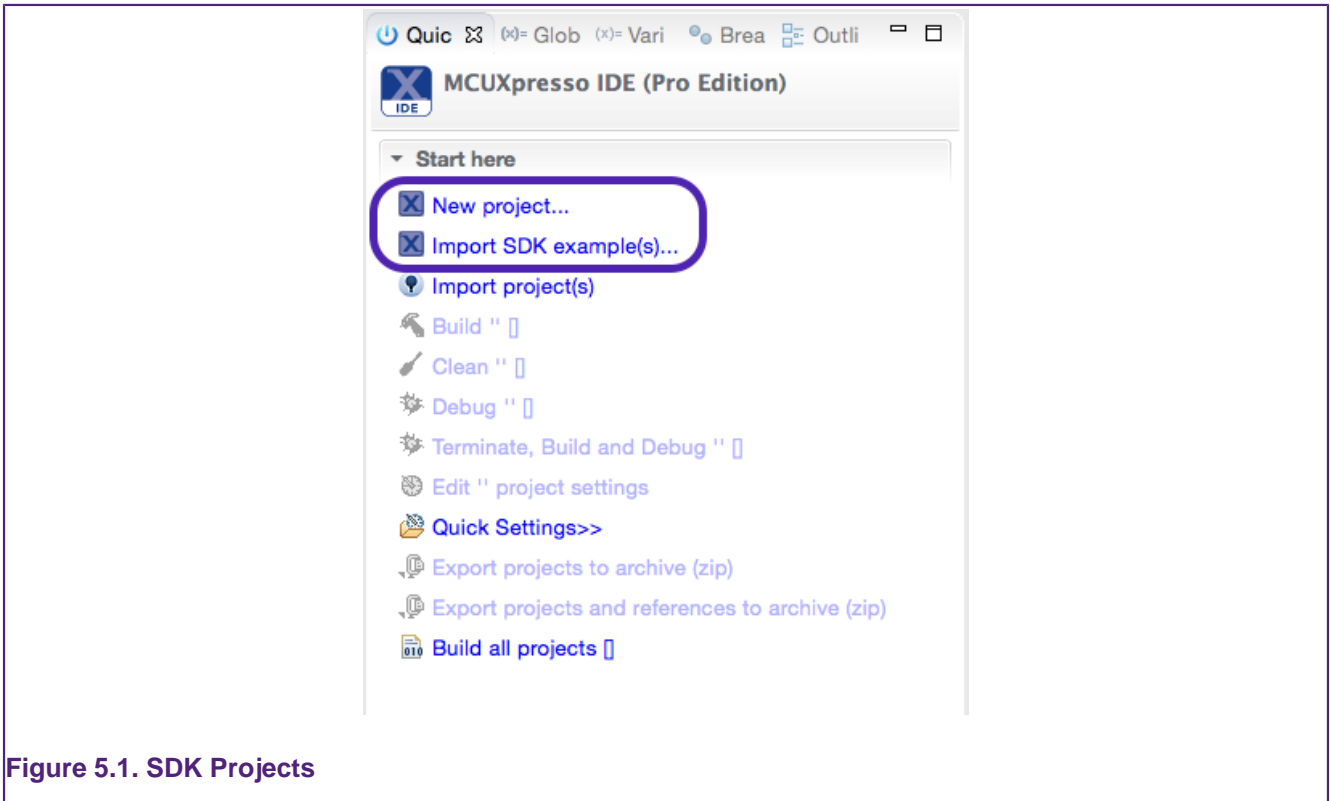 Quic Glob (x)= Vari Brea Outli
MCUXpresso IDE (Pro Edition)
IDE
Start here
New project...
Import SDK example(s)...
Import project(s)
Build '' []
Clean '' []
Debug '' []
Terminate, Build and Debug '' []
Edit '' project settings
Quick Settings>>
Export projects to archive (zip)
Export projects and references to archive (zip)
010 Build all projects []
Figure 5.1. SDK Projects